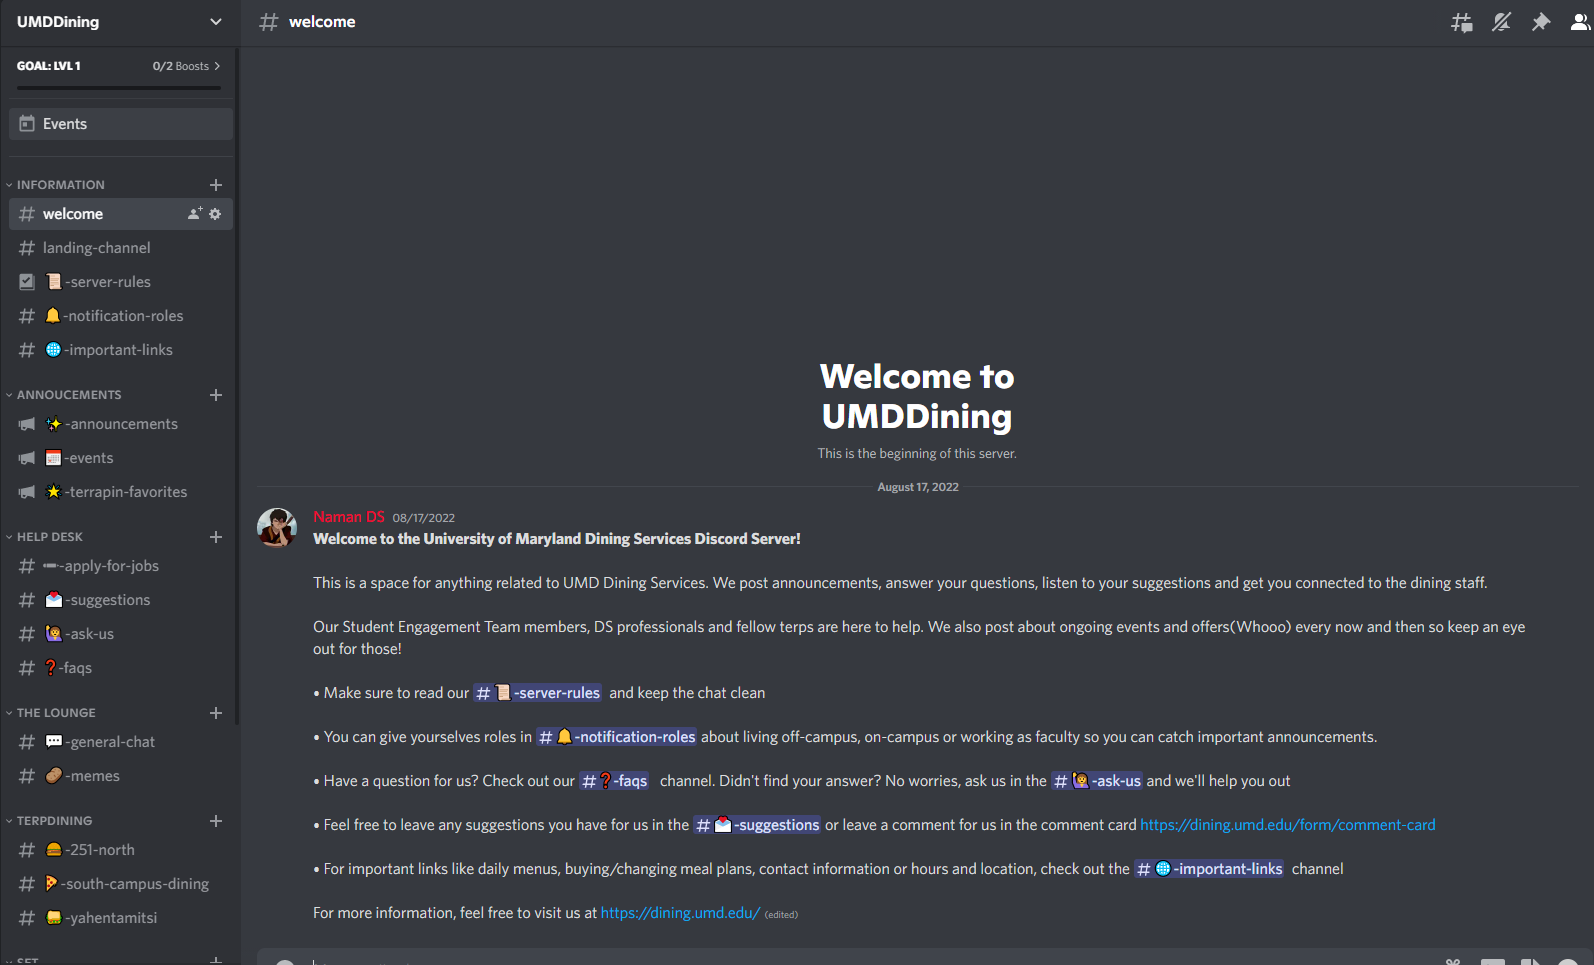 UMDDining
GOAL: LVL 1 0/2 Boosts
Events
INFORMATION
welcome
landing-channel
-server-rules
-notification-roles
-important-links
ANNOUCEMENTS
-announcements
-events
-terrapin-favorites
HELP DESK
-apply-for-jobs
-suggestions
-ask-us
-faqs
THE LOUNGE
-general-chat
-memes
TERPDINING
-251-north
-south-campus-dining
-yahentamitsi
SET
# welcome
Welcome to
UMDDining
This is the beginning of this server.
August 17, 2022
Naman DS 08/17/2022
Welcome to the University of Maryland Dining Services Discord Server!
This is a space for anything related to UMD Dining Services. We post announcements, answer your questions, listen to your suggestions and get you connected to the dining staff.
Our Student Engagement Team members, DS professionals and fellow terps are here to help. We also post about ongoing events and offers(Whooo) every now and then so keep an eye
out for those!
• Make sure to read our # 📜-server-rules and keep the chat clean
• You can give yourselves roles in # 🔔-notification-roles about living off-campus, on-campus or working as faculty so you can catch important announcements.
• Have a question for us? Check out our # ❓-faqs channel. Didn't find your answer? No worries, ask us in the # 🙋-ask-us and we'll help you out
• Feel free to leave any suggestions you have for us in the # 💌-suggestions or leave a comment for us in the comment card https://dining.umd.edu/form/comment-card
• For important links like daily menus, buying/changing meal plans, contact information or hours and location, check out the # 🌐-important-links channel
For more information, feel free to visit us at https://dining.umd.edu/ (edited)